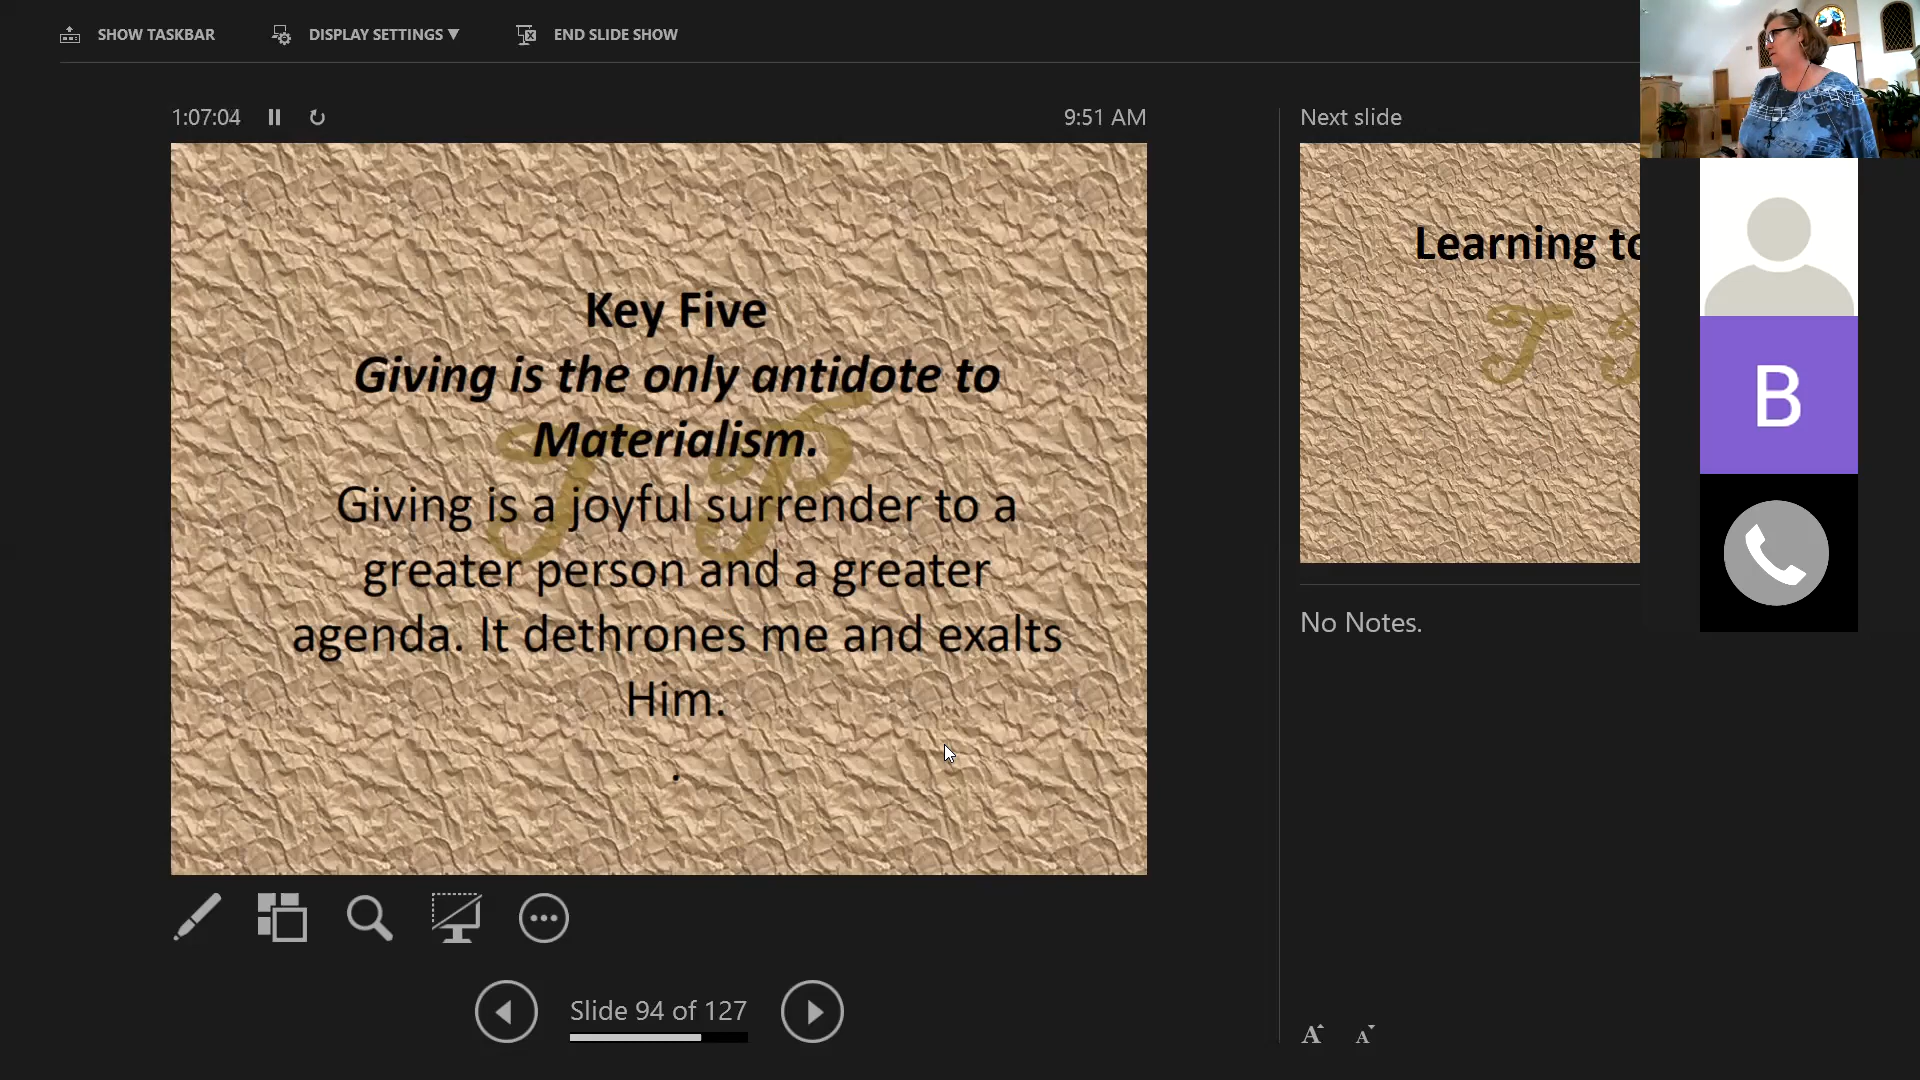 SHOW TASKBAR
DISPLAY SETTINGS ▼
END SLIDE SHOW
1:07:04
9:51 AM
Key Five
Giving is the only antidote to
Materialism.
Giving is a joyful surrender to a
greater person and a greater
agenda. It dethrones me and exalts
Him.
.
T P
Slide 94 of 127
Next slide
Learning to
T
No Notes.
A A
B